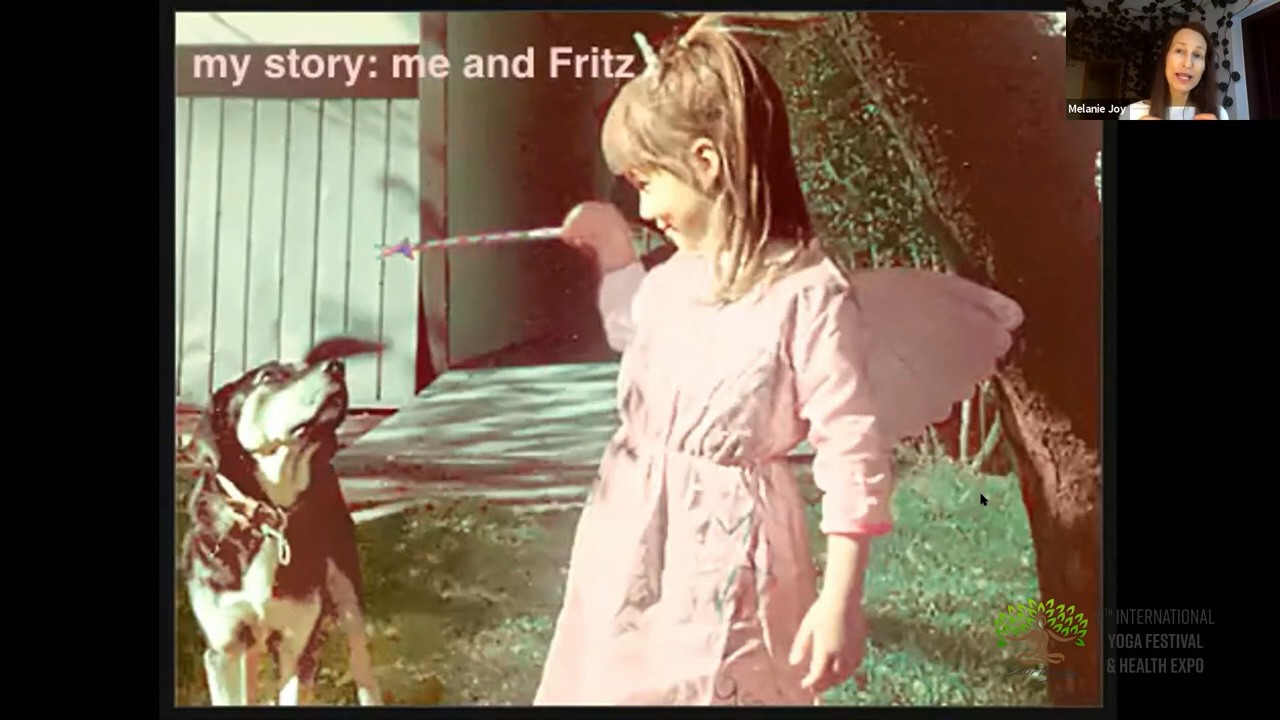 my story: me and Fritz
Melanie Joy
INTERNATIONAL
YOGA FESTIVAL
& HEALTH EXPO